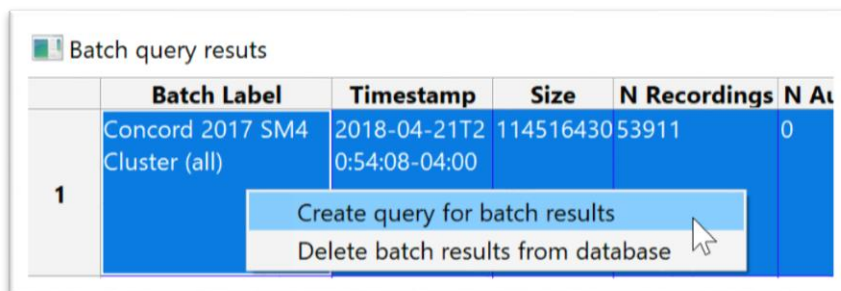 Batch query resuts
Batch Label Timestamp Size N Recordings N Au
1 Concord 2017 SM4 2018-04-21T2 114516430 53911 0
Cluster (all) 0:54:08-04:00
Create query for batch results
Delete batch results from database